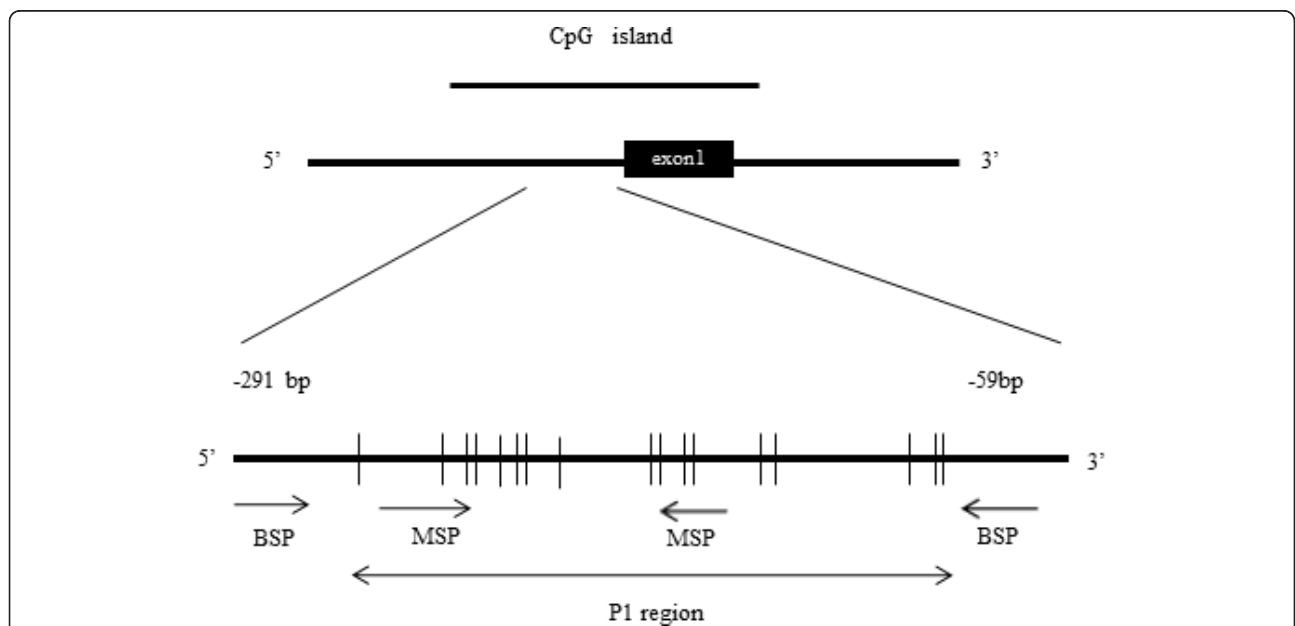 CpG island
5’ exon1 3’
-291 bp -59bp
5’ 3’
BSP MSP MSP BSP
P1 region